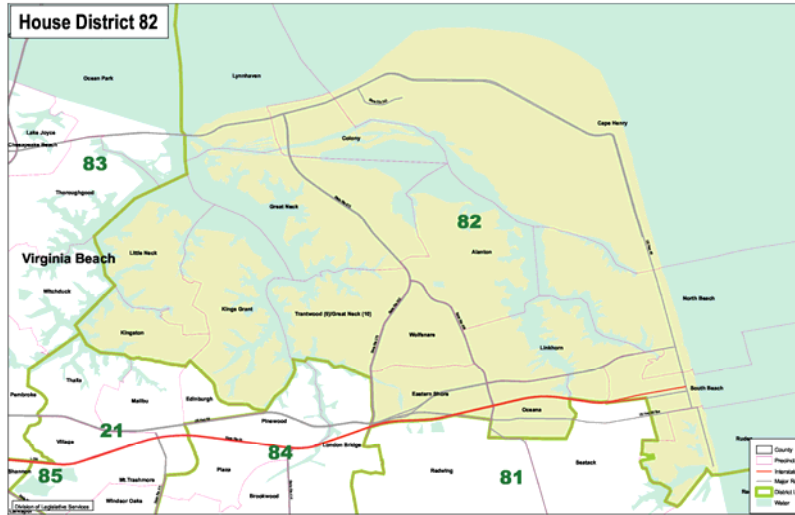 House District 82
Ocean Park
Lynnhaven
Cape Henry
Lake Joyce
Chesapeake Beach
Colony
83
Thoroughgood
Great Neck
82
Little Neck
Alanton
Virginia Beach
Witchduck
North Beach
Kings Grant
Trantwood (5)/Great Neck (10)
Kingston
Wolfsnare
Linkhorn
Thalia
Pembroke
Malibu
Edinburgh
Eastern Shore
South Beach
Oceana
Pinewood
21
Village
84
London Bridge
Shannon
85
Plaza
Redwing
81
Seatack
Mt. Trashmore
Brookwood
Windsor Oaks
County
Precinct
Interstate
Major R
District L
Water
Division of Legislative Services